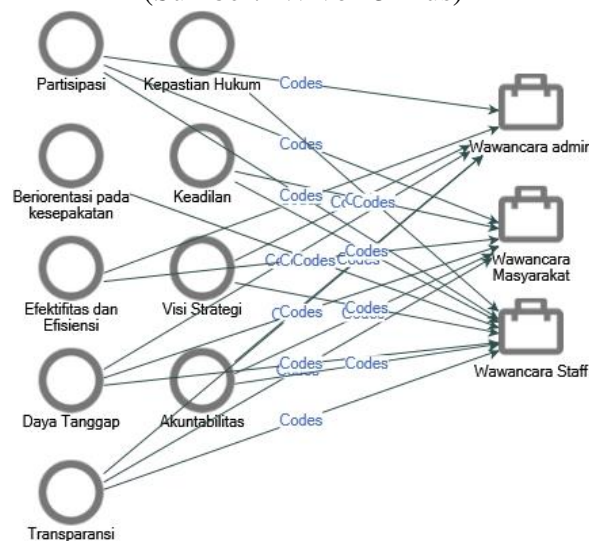 Partisipasi
Kepastian Hukum
Codes
Wawancara admin
Codes
Beriorentasi pada
kesepakatan
Keadilan
Codes
Codes
Wawancara
Masyarakat
Codes
Codes
Efektifitas dan
Efisiensi
Visi Strategi
Codes
Codes
Wawancara Staff
Daya Tanggap
Akuntabilitas
Codes
Codes
Codes
Transparansi